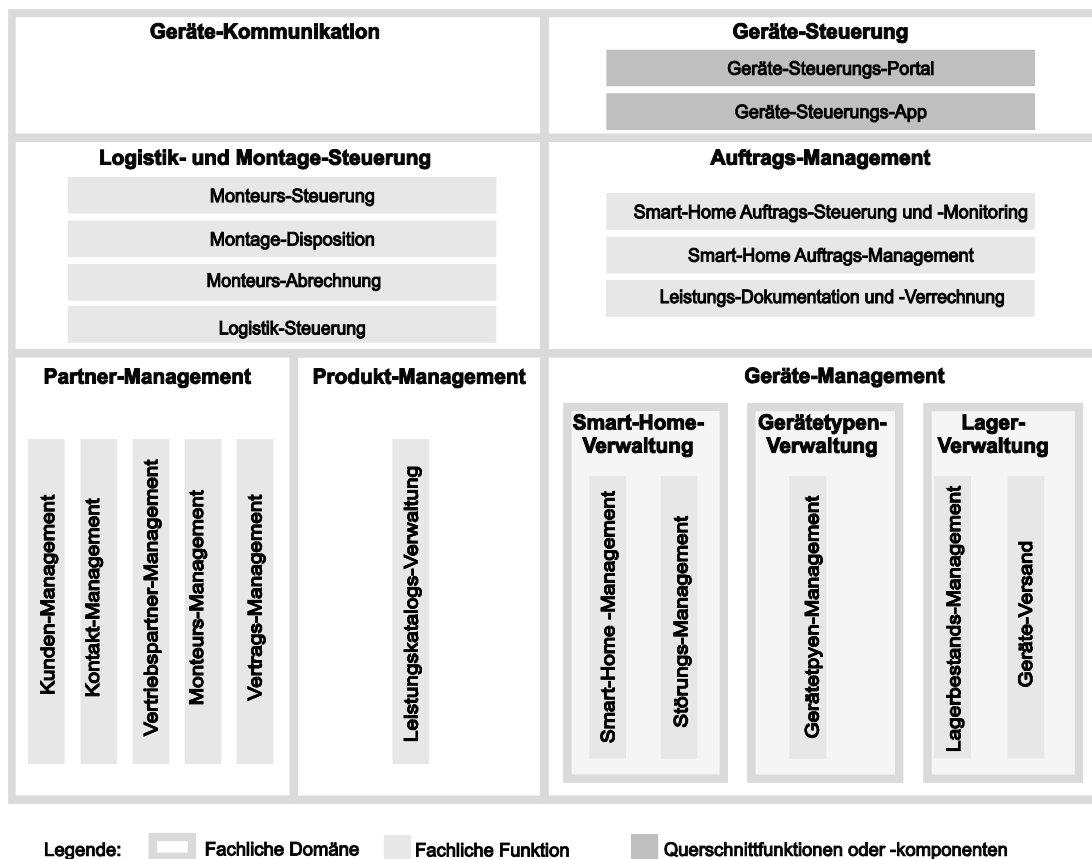 Geräte-Kommunikation
Geräte-Steuerung
Geräte-Steuerungs-Portal
Geräte-Steuerungs-App
Logistik- und Montage-Steuerung
Monteurs-Steuerung
Montage-Disposition
Monteurs-Abrechnung
Logistik-Steuerung
Auftrags-Management
Smart-Home Auftrags-Steuerung und -Monitoring
Smart-Home Auftrags-Management
Leistungs-Dokumentation und -Verrechnung
Partner-Management
Kunden-Management
Kontakt-Management
Vertriebspartner-Management
Monteurs-Management
Vertrags-Management
Produkt-Management
Leistungskatalogs-Verwaltung
Geräte-Management
Smart-Home-
Verwaltung
Smart-Home -Management
Störungs-Management
Gerätetypen-
Verwaltung
Gerätetpyen-Management
Lager-
Verwaltung
Lagerbestands-Management
Geräte-Versand
Legende:
Fachliche Domäne
Fachliche Funktion
Querschnittfunktionen oder -komponenten